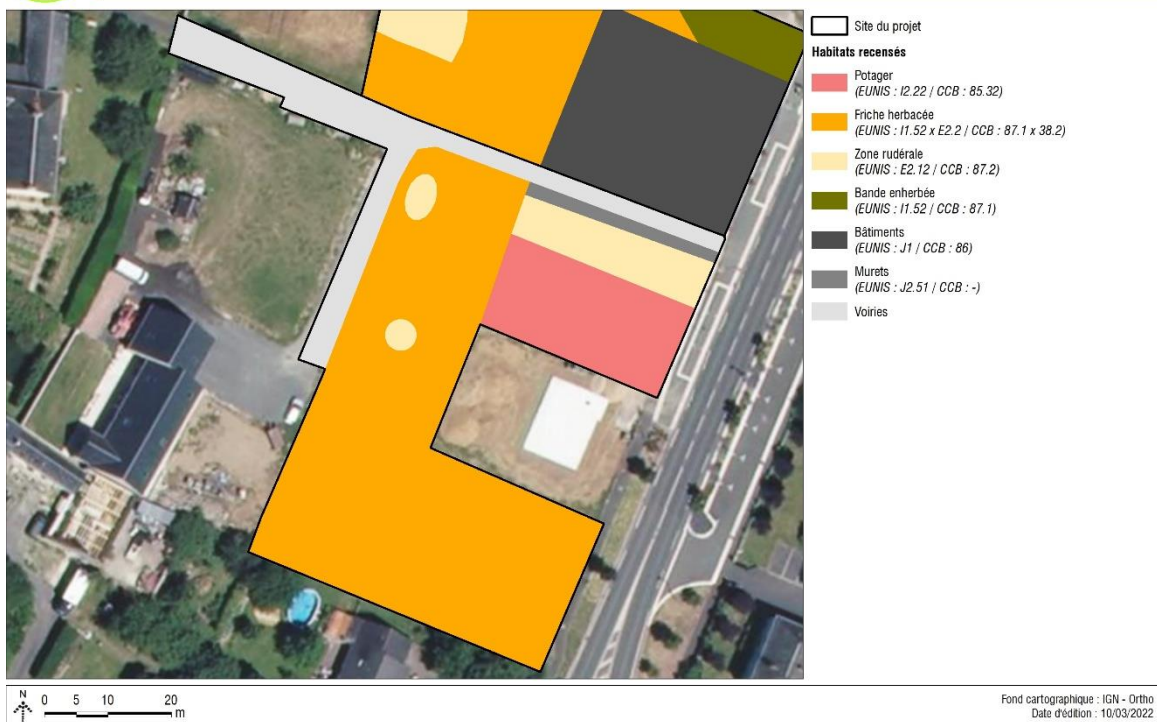 Site du projet
Habitats recensés
Potager
(EUNIS : I2.22 / CCB : 85.32)
Friche herbacée
(EUNIS : I1.52 x E2.2 / CCB : 87.1 x 38.2)
Zone rudérale
(EUNIS : E2.12 / CCB : 87.2)
Bande enherbée
(EUNIS : I1.52 / CCB : 87.1)
Bâtiments
(EUNIS : J1 / CCB : 86)
Murets
(EUNIS : J2.51 / CCB : -)
Voiries
N
0 5 10 20
m
Fond cartographique : IGN - Ortho
Date d'édition : 10/03/2022